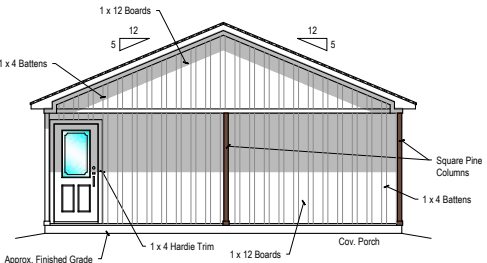 1 x 12 Boards
12
5
12
5
1 x 4 Battens
Square Pine
Columns
1 x 4 Battens
1 x 4 Hardie Trim
1 x 12 Boards
Cov. Porch
Approx. Finished Grade